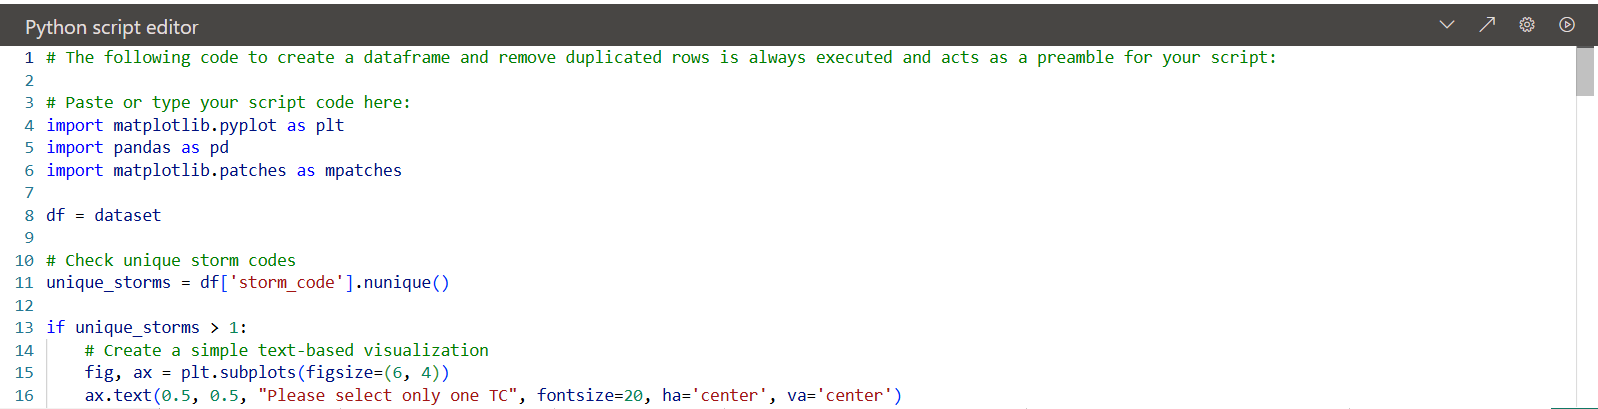 Python script editor
1 # The following code to create a dataframe and remove duplicated rows is always executed and acts as a preamble for your script:
2
3 # Paste or type your script code here:
4 import matplotlib.pyplot as plt
5 import pandas as pd
6 import matplotlib.patches as mpatches
7
8 df = dataset
9
10 # Check unique storm codes
11 unique_storms = df['storm_code'].nunique()
12
13 if unique_storms > 1:
14     # Create a simple text-based visualization
15     fig, ax = plt.subplots(figsize=(6, 4))
16     ax.text(0.5, 0.5, "Please select only one TC", fontsize=20, ha='center', va='center')